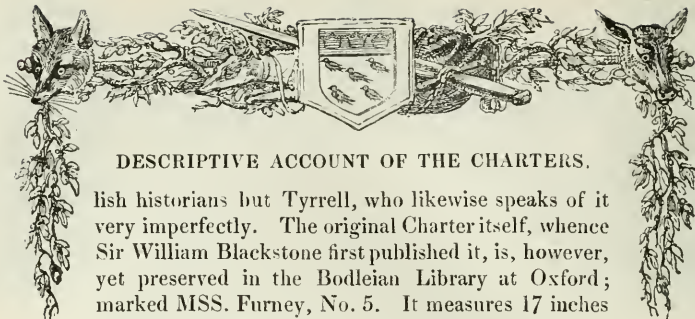 DESCRIPTIVE ACCOUNT OF THE CHARTERS.
lish historians but Tyrrell, who likewise speaks of it
very imperfectly. The original Charter itself, whence
Sir William Blackstone first published it, is, however,
yet preserved in the Bodleian Library at Oxford;
marked MSS. Furney, No. 5. It measures 17 inches